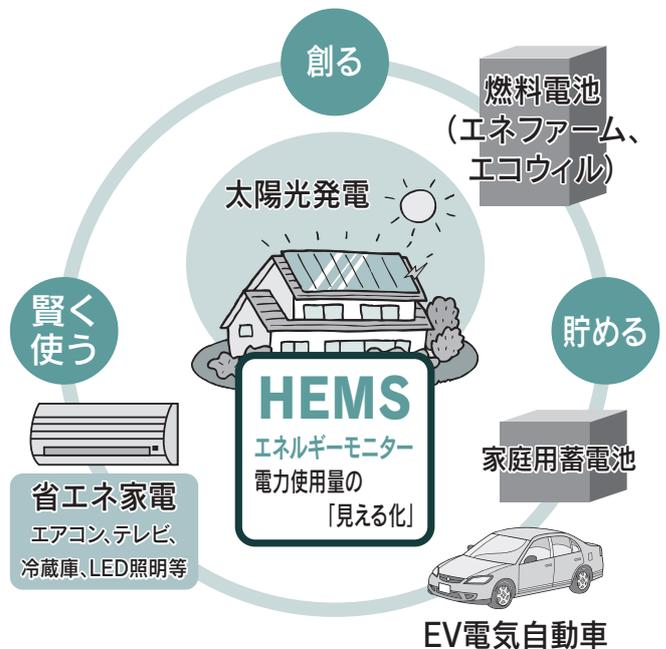 創る
燃料電池
（エネファーム、
エコウィル）
太陽光発電
賢く
使う
貯める
HEMS
エネルギーモニター
電力使用量の
「見える化」
家庭用蓄電池
省エネ家電
エアコン、テレビ、
冷蔵庫、LED照明等
EV電気自動車